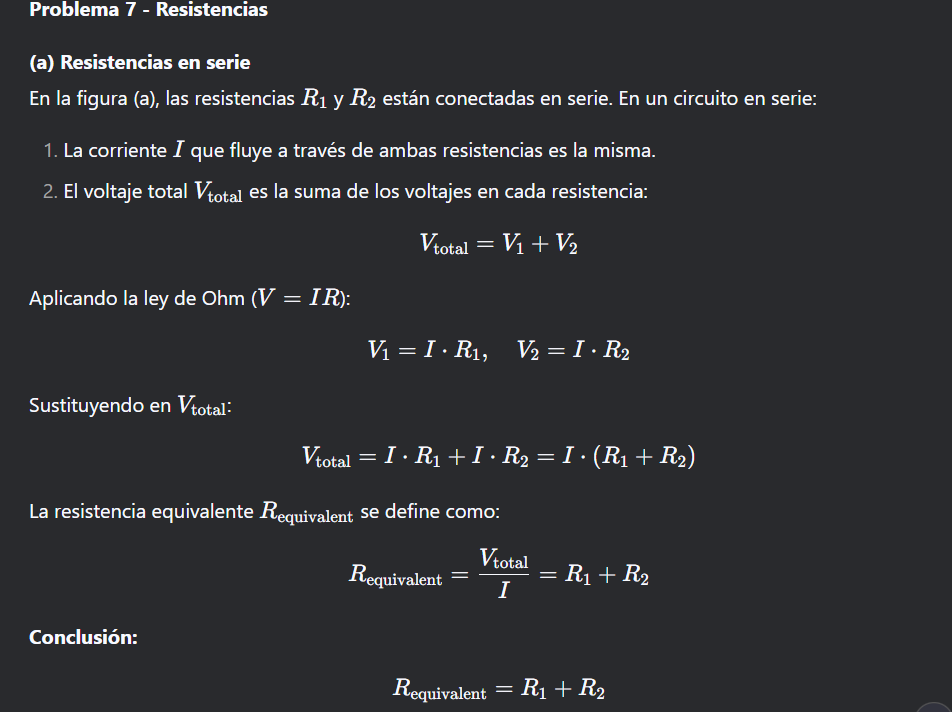 Problema 7 - Resistencias
(a) Resistencias en serie
En la figura (a), las resistencias R₁ y R₂ están conectadas en serie. En un circuito en serie:
1. La corriente I que fluye a través de ambas resistencias es la misma.
2. El voltaje total V_total es la suma de los voltajes en cada resistencia:
V_total = V₁ + V₂
Aplicando la ley de Ohm (V = IR):
V₁ = I · R₁, V₂ = I · R₂
Sustituyendo en V_total:
V_total = I · R₁ + I · R₂ = I · (R₁ + R₂)
La resistencia equivalente R_equivalent se define como:
R_equivalent = V_total / I = R₁ + R₂
Conclusión:
R_equivalent = R₁ + R₂